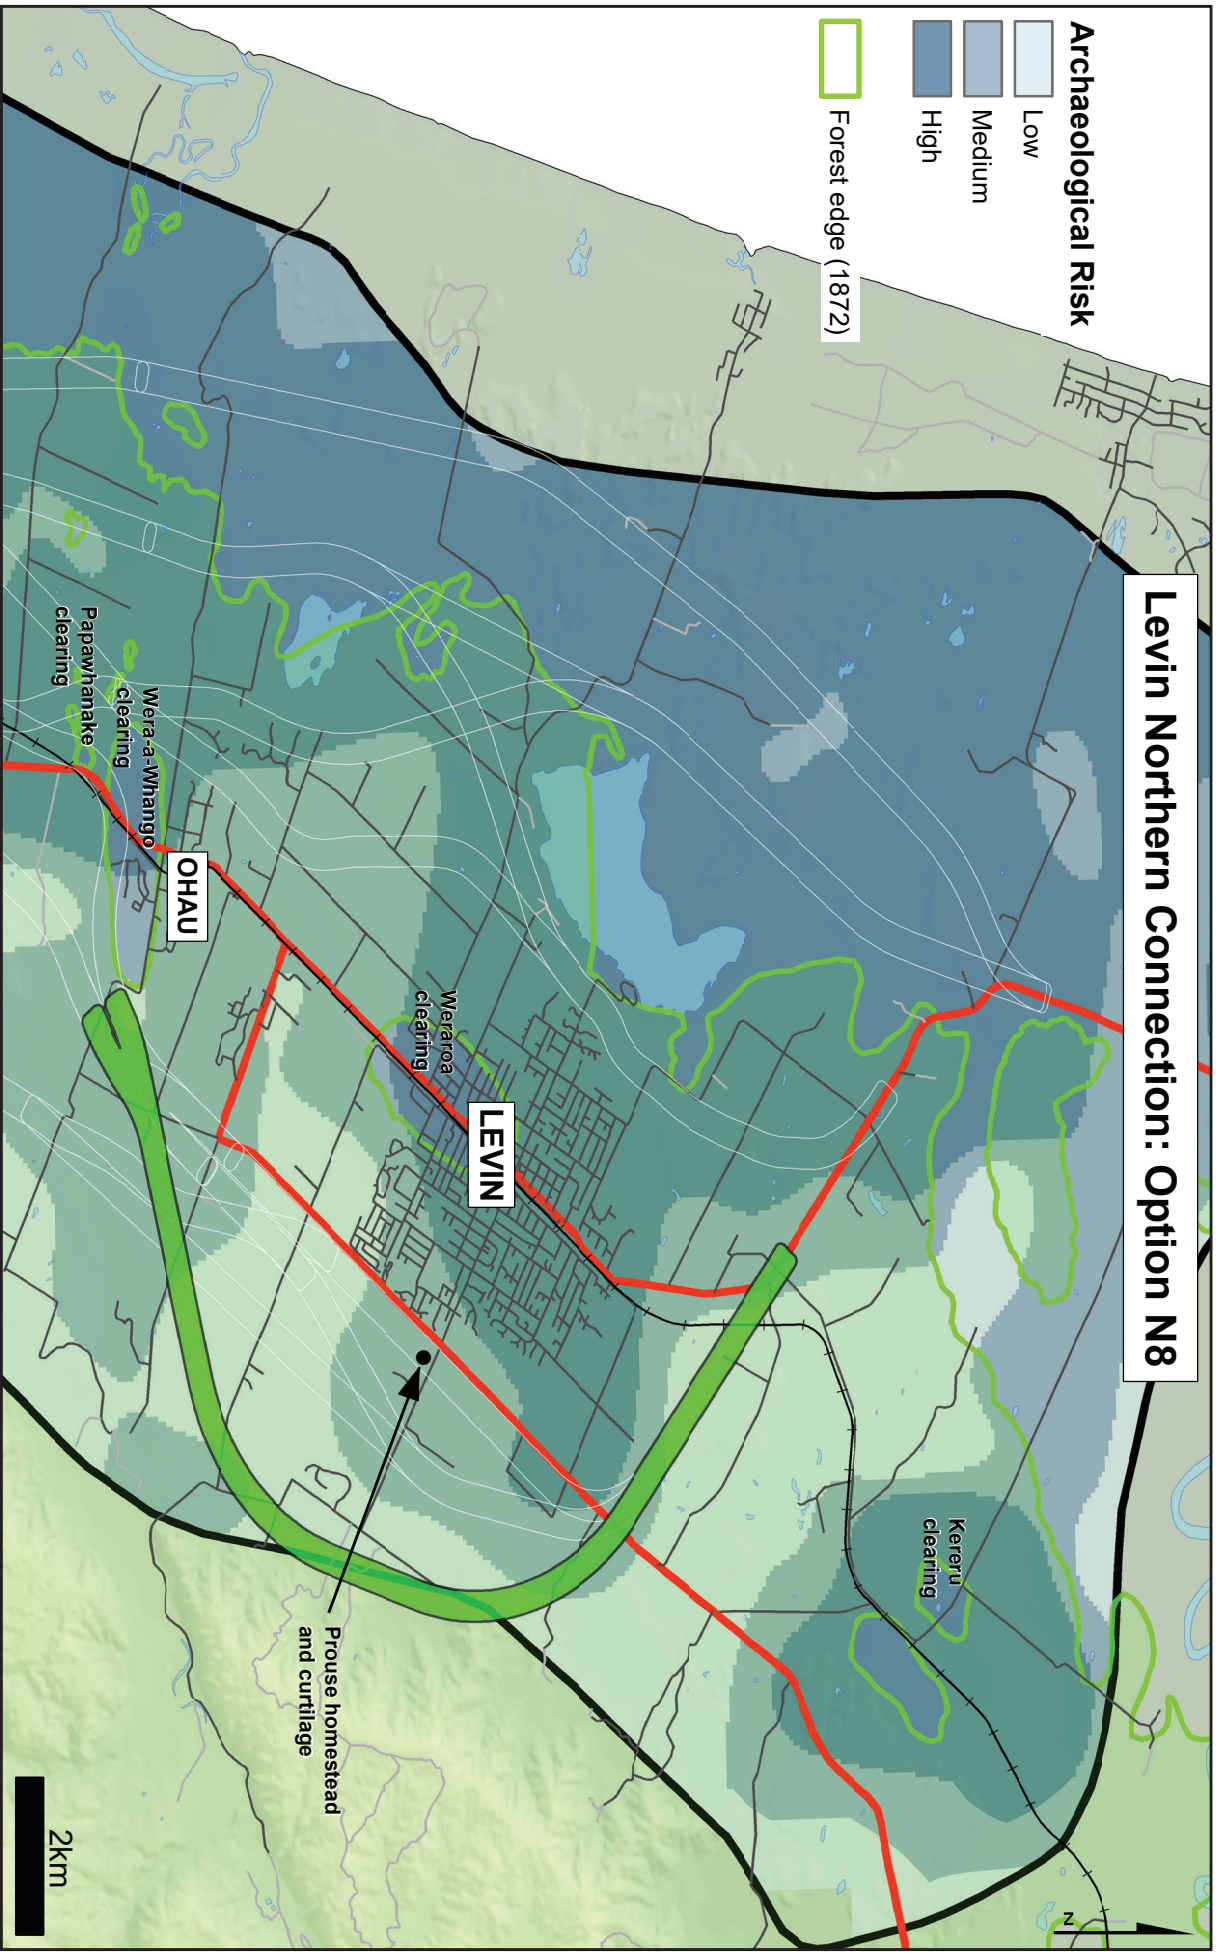 Levin Northern Connection: Option N8
Archaeological Risk
Low
Medium
High
Forest edge (1872)
Papawhanake
clearing
Wera-a-Whango
clearing
OHAU
Weraroa
clearing
LEVIN
Kereru
clearing
Prouse homestead
and curtilage
2km
N